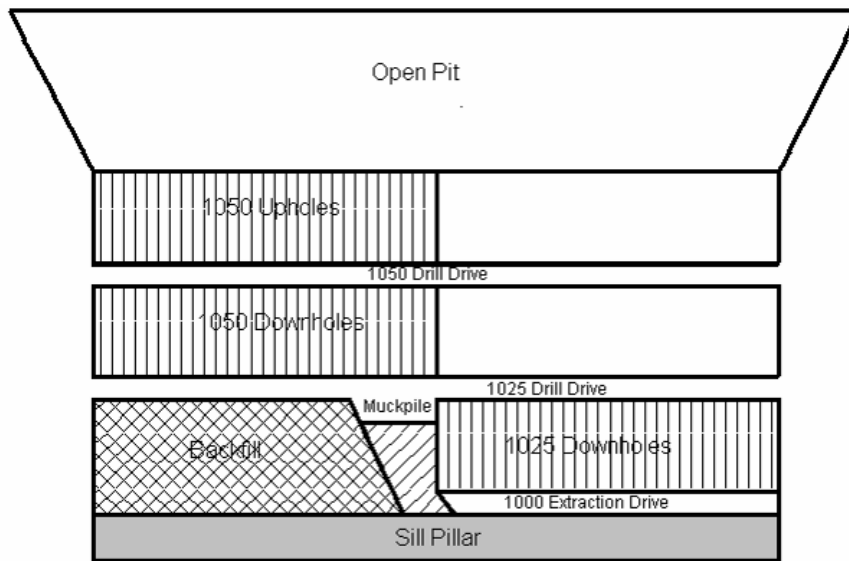 Open Pit
1050 Upholes
1050 Drill Drive
1050 Downholes
1025 Drill Drive
Muckpile
Backfill
1025 Downholes
1000 Extraction Drive
Sill Pillar